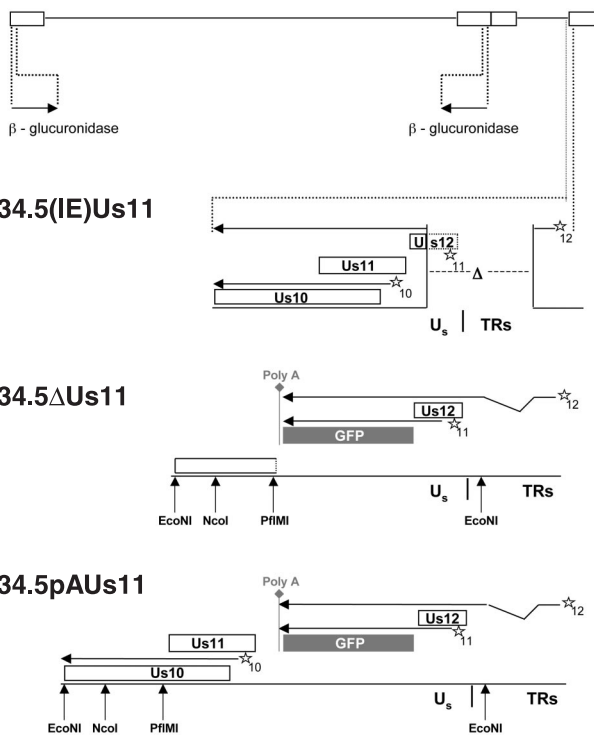 β - glucuronidase β - glucuronidase
34.5(IE)Us11
12
U s12
11
Us11
Δ
10
Us10
Us TRs
34.5ΔUs11
Poly A
12
Us12
11
GFP
Us TRs
EcoNI NcoI PflMI EcoNI
34.5pAUs11
Poly A
12
Us12
Us11
11
GFP
10
Us10
Us TRs
EcoNI NcoI PflMI EcoNI